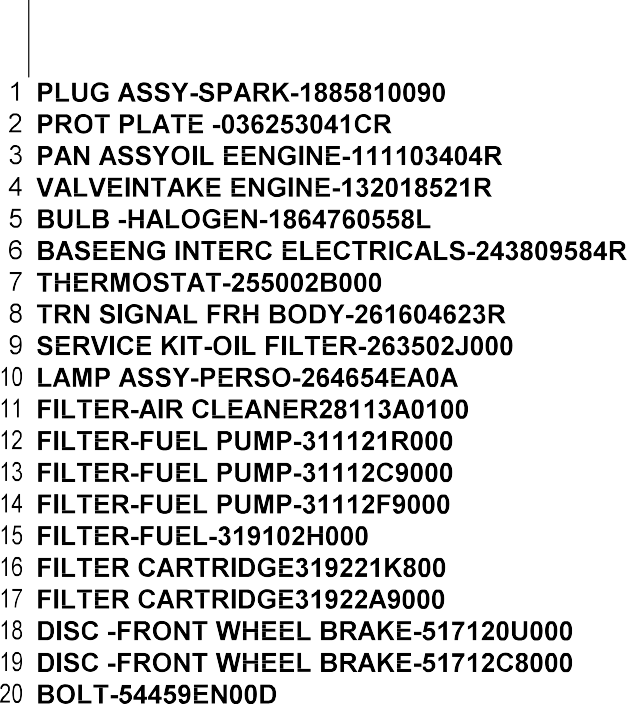 1 PLUG ASSY-SPARK-1885810090
2 PROT PLATE -036253041CR
3 PAN ASSYOIL EENGINE-111103404R
4 VALVEINTAKE ENGINE-132018521R
5 BULB -HALOGEN-1864760558L
6 BASEENG INTERC ELECTRICALS-243809584R
7 THERMOSTAT-255002B000
8 TRN SIGNAL FRH BODY-261604623R
9 SERVICE KIT-OIL FILTER-263502J000
10 LAMP ASSY-PERSO-264654EA0A
11 FILTER-AIR CLEANER28113A0100
12 FILTER-FUEL PUMP-311121R000
13 FILTER-FUEL PUMP-31112C9000
14 FILTER-FUEL PUMP-31112F9000
15 FILTER-FUEL-319102H000
16 FILTER CARTRIDGE319221K800
17 FILTER CARTRIDGE31922A9000
18 DISC -FRONT WHEEL BRAKE-517120U000
19 DISC -FRONT WHEEL BRAKE-51712C8000
20 BOLT-54459EN00D